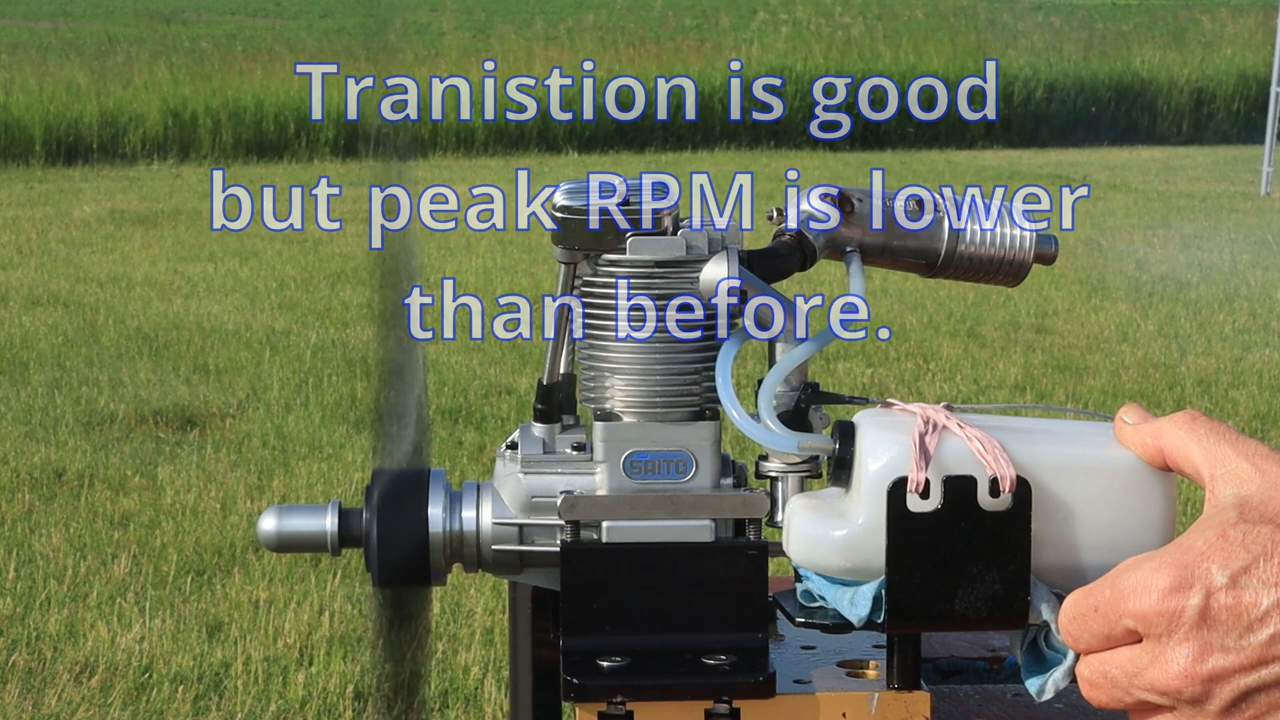 Tranistion is good
but peak RPM is lower
than before.
SAITO